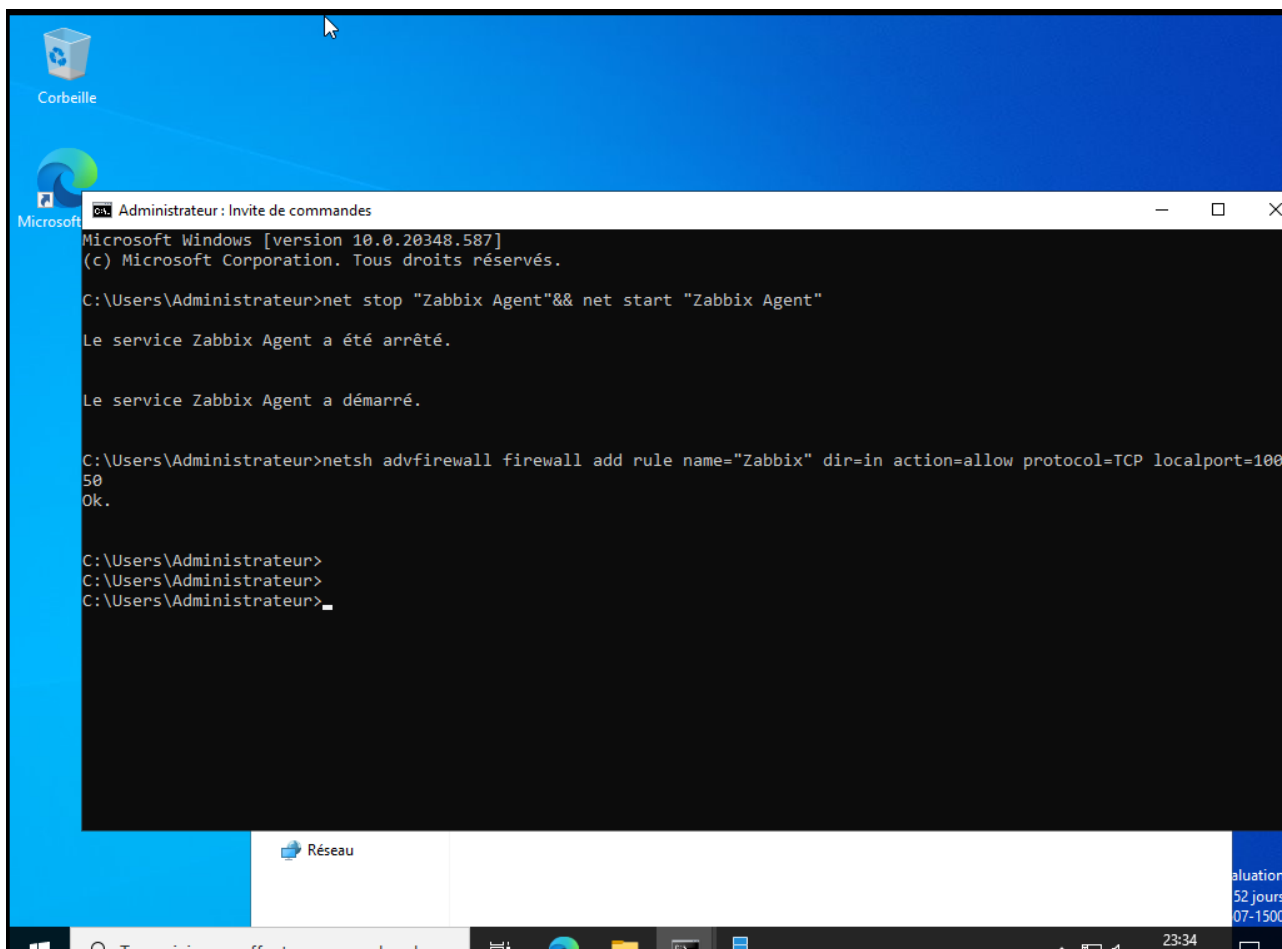 Corbeille
Microsoft
Administrateur : Invite de commandes
Microsoft Windows [version 10.0.20348.587]
(c) Microsoft Corporation. Tous droits réservés.
C:\Users\Administrateur>net stop "Zabbix Agent"&& net start "Zabbix Agent"
Le service Zabbix Agent a été arrêté.
Le service Zabbix Agent a démarré.
C:\Users\Administrateur>netsh advfirewall firewall add rule name="Zabbix" dir=in action=allow protocol=TCP localport=100
50
Ok.
C:\Users\Administrateur>
C:\Users\Administrateur>
C:\Users\Administrateur>
Réseau
aluation
52 jours
07-1500
23:34